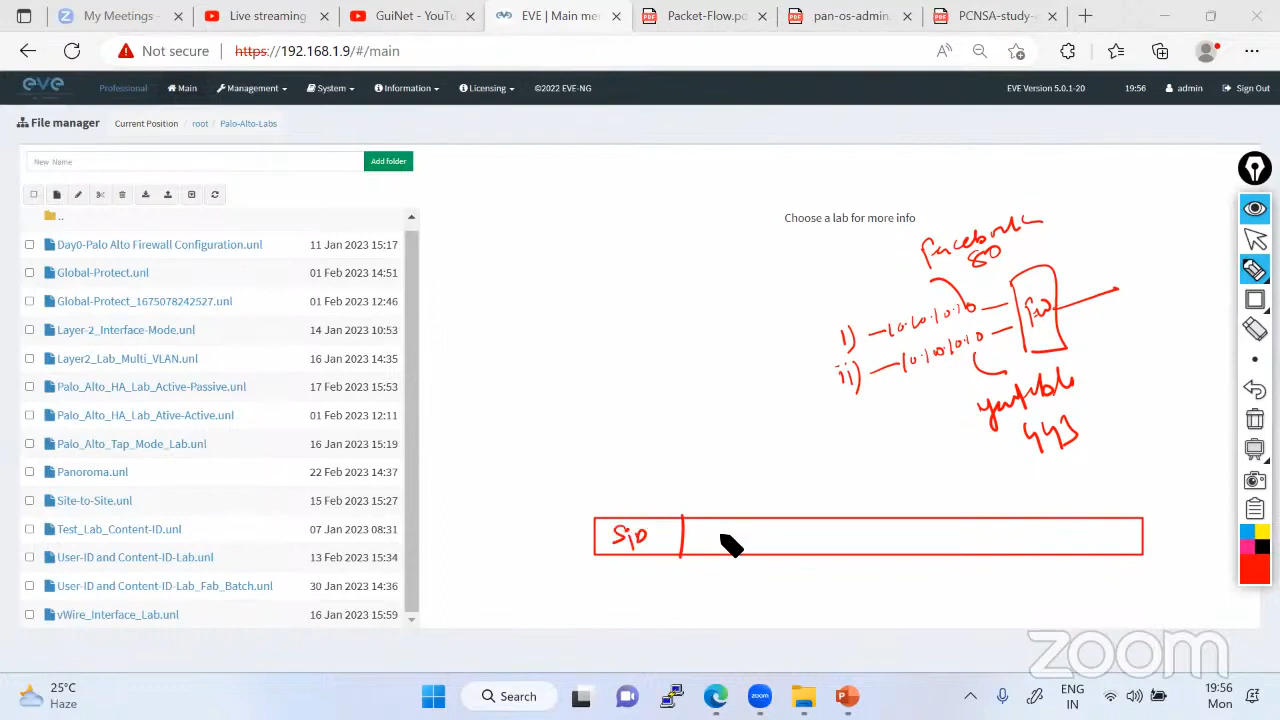 My Meetings -
Live streaming
GuiNet - YouTu
EVE | Main me
Packet-Flow.p
pan-os-admin.
PCNSA-study-
Not secure
https://192.168.1.9/#/main
eve
Professional
Main
Management
System
Information
Licensing
©2022 EVE-NG
EVE Version 5.0.1-20
19:56
admin
Sign Out
File manager
Current Position
root
Palo-Alto-Labs
New Name
Add folder
Choose a lab for more info
..
Day0-Palo Alto Firewall Configuration.unl 11 Jan 2023 15:17
Global-Protect.unl 01 Feb 2023 14:51
Global-Protect_1675078242527.unl 01 Feb 2023 12:46
Layer-2_Interface-Mode.unl 14 Jan 2023 10:53
Layer2_Lab_Multi_VLAN.unl 16 Jan 2023 14:35
Palo_Alto_HA_Lab_Active-Passive.unl 17 Feb 2023 15:53
Palo_Alto_HA_Lab_Ative-Active.unl 01 Feb 2023 12:11
Palo_Alto_Tap_Mode_Lab.unl 16 Jan 2023 15:19
Panoroma.unl 22 Feb 2023 14:37
Site-to-Site.unl 15 Feb 2023 15:27
Test_Lab_Content-ID.unl 07 Jan 2023 08:31
User-ID and Content-ID-Lab.unl 13 Feb 2023 15:34
User-ID and Content-ID-Lab_Fab_Batch.unl 30 Jan 2023 14:36
vWire_Interface_Lab.unl 16 Jan 2023 15:59
facebook
80
i) 10.10.10.10
ii) 10.10.10.10
fw
443
SIP
zoom
25°C
Haze
Search
ENG
IN
19:56
Mon